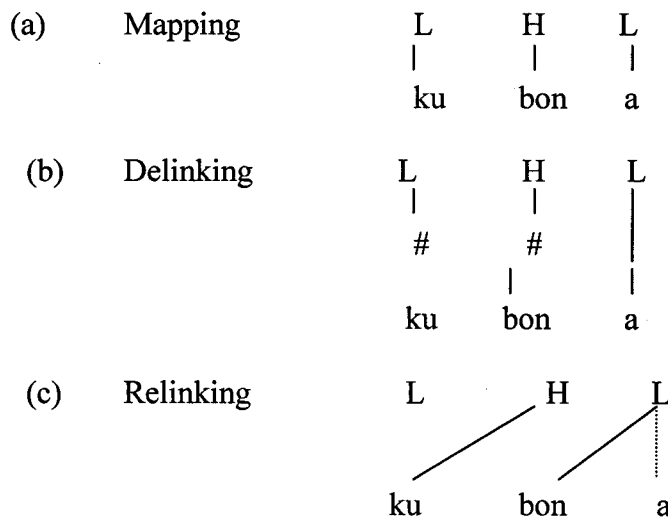 (a) Mapping L H L
ku bon a
(b) Delinking L H L
# #
ku bon a
(c) Relinking L H L
ku bon a